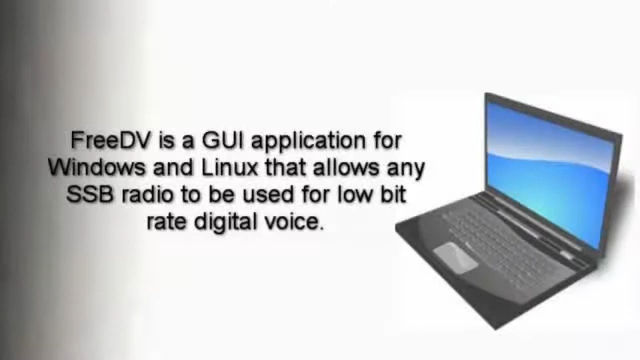 FreeDV is a GUI application for
Windows and Linux that allows any
SSB radio to be used for low bit
rate digital voice.